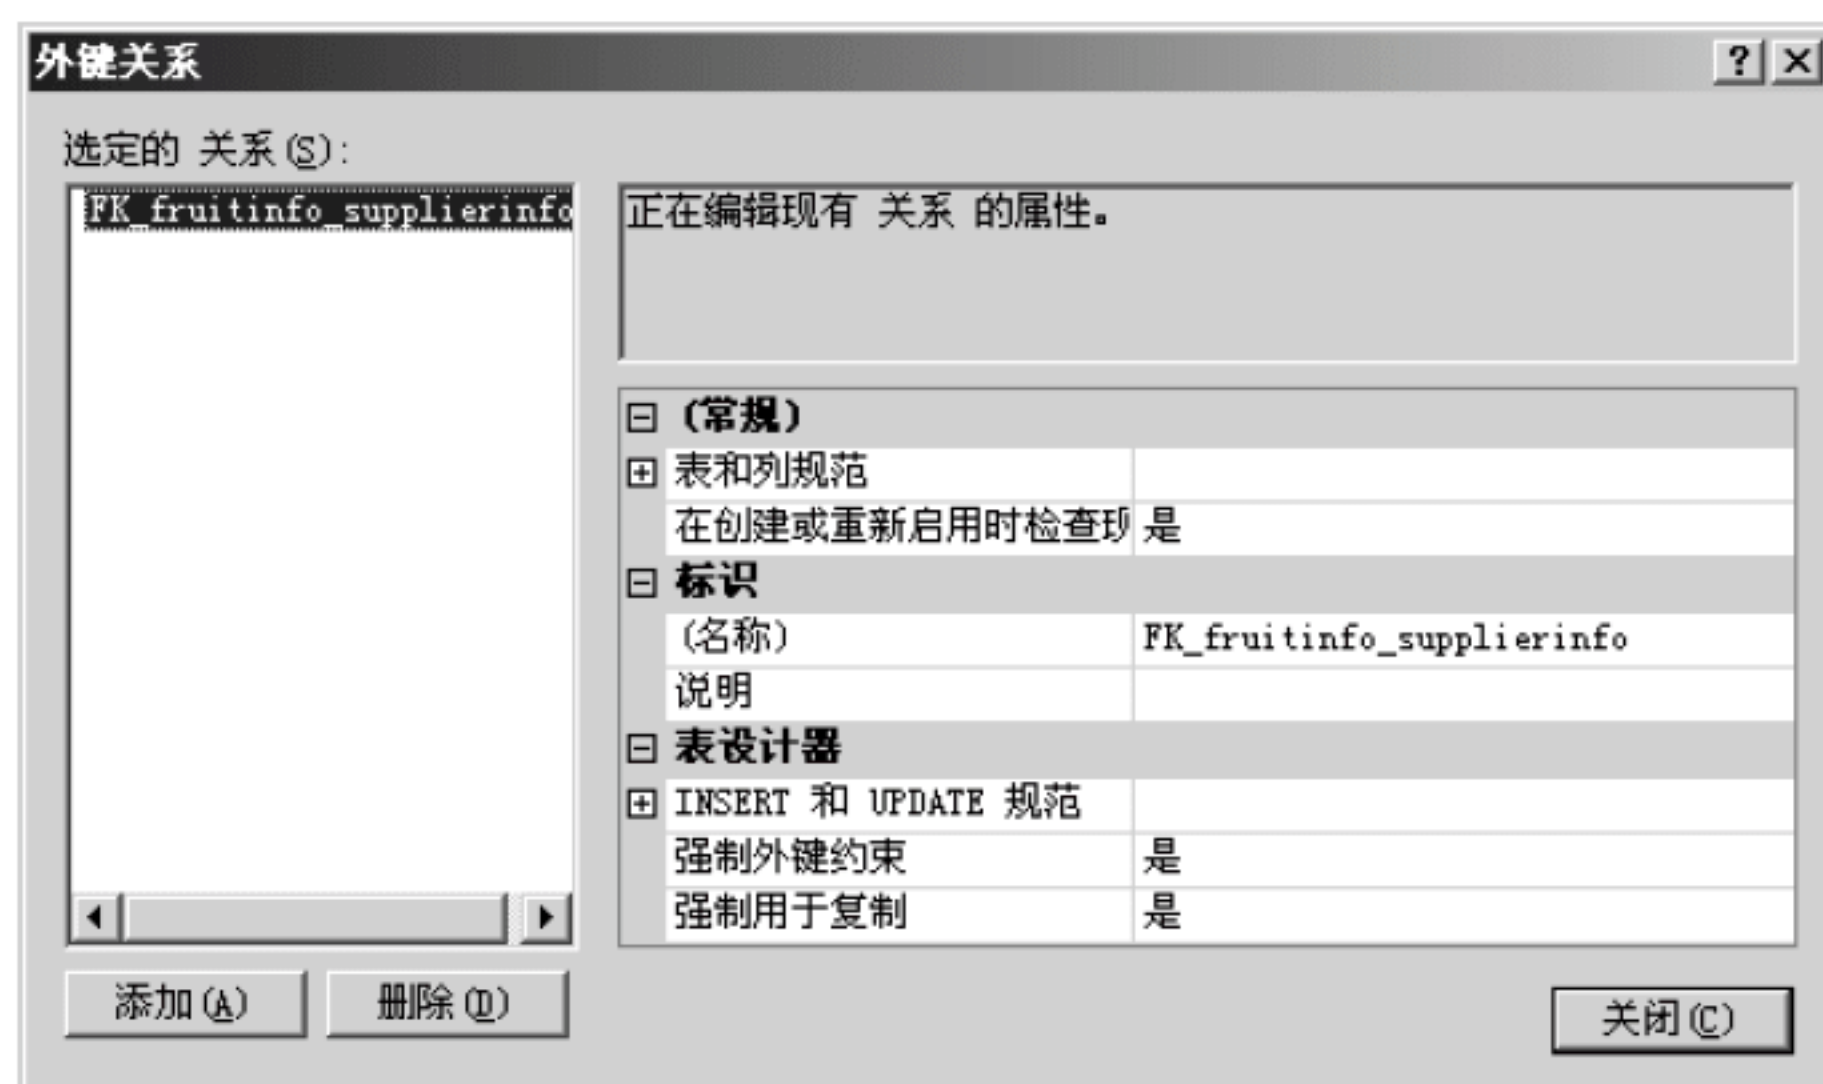 外键关系
选定的 关系(S):
FK_fruitinfo_supplierinfo
正在编辑现有 关系 的属性。
(常规)
表和列规范
在创建或重新启用时检查现 是
标识
(名称) FK_fruitinfo_supplierinfo
说明
表设计器
INSERT 和 UPDATE 规范
强制外键约束 是
强制用于复制 是
添加(A) 删除(D)
关闭(C)